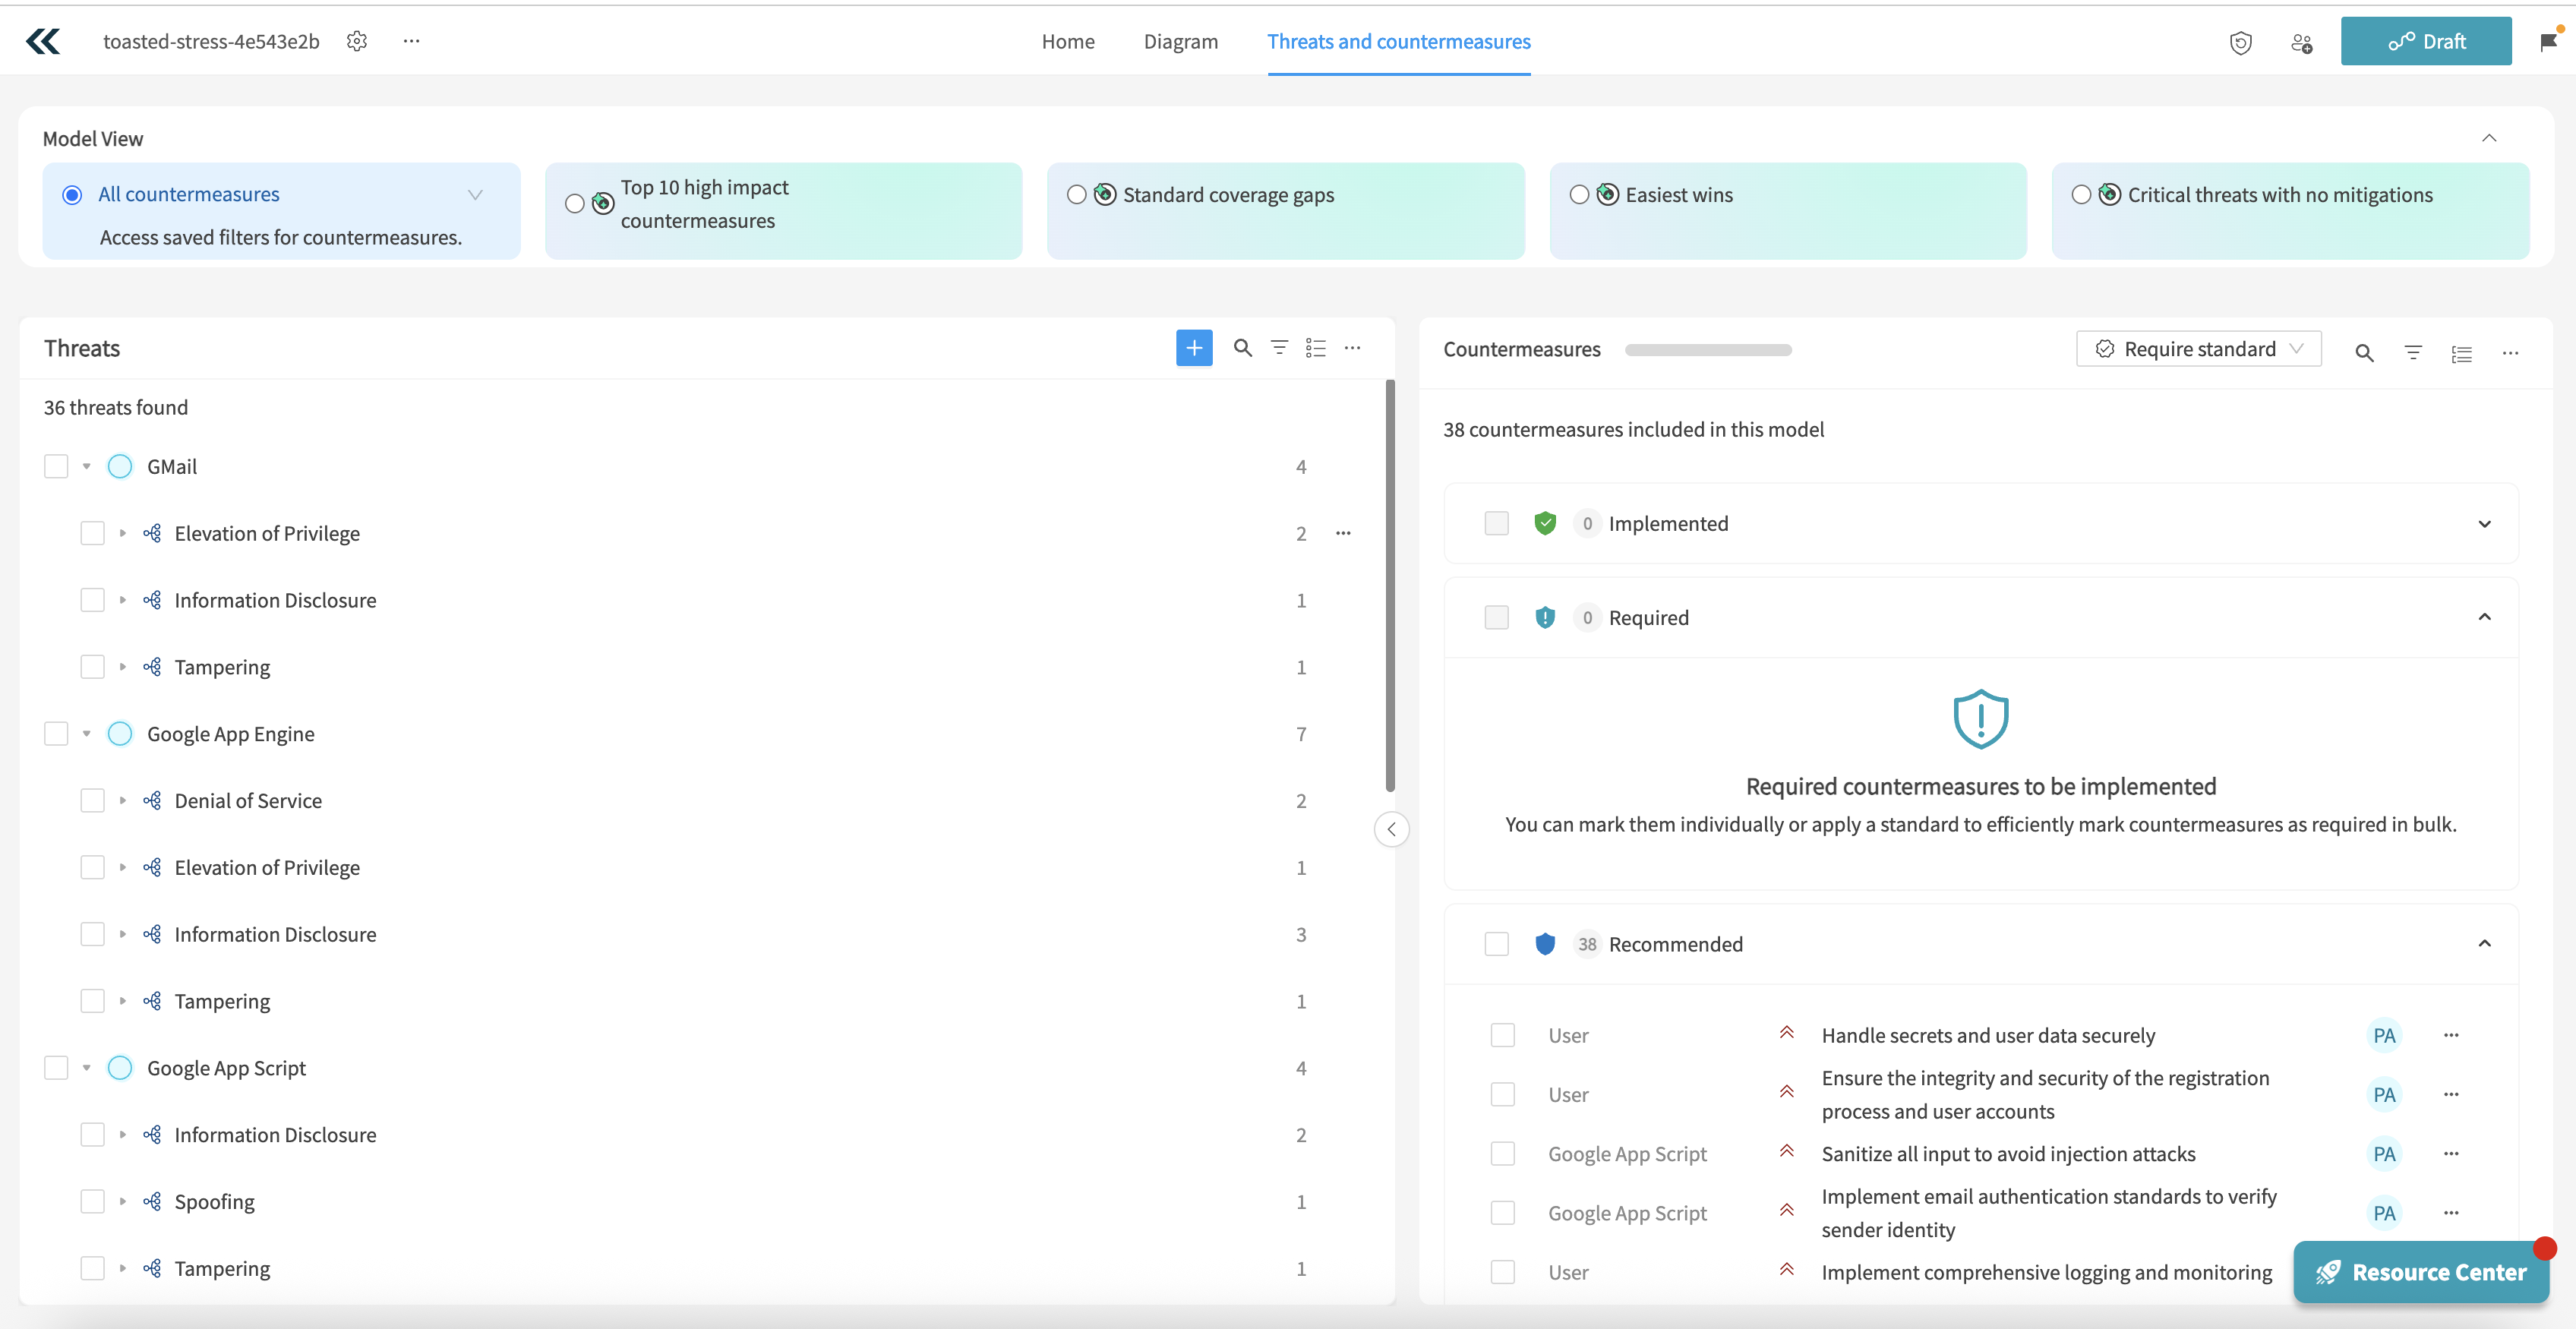 toasted-stress-4e543e2b
Home
Diagram
Threats and countermeasures
Draft
Model View
All countermeasures
Access saved filters for countermeasures.
Top 10 high impact
countermeasures
Standard coverage gaps
Easiest wins
Critical threats with no mitigations
Threats
36 threats found
GMail 4
Elevation of Privilege 2
Information Disclosure 1
Tampering 1
Google App Engine 7
Denial of Service 2
Elevation of Privilege 1
Information Disclosure 3
Tampering 1
Google App Script 4
Information Disclosure 2
Spoofing 1
Tampering 1
Countermeasures
Require standard
38 countermeasures included in this model
0 Implemented
0 Required
Required countermeasures to be implemented
You can mark them individually or apply a standard to efficiently mark countermeasures as required in bulk.
38 Recommended
User Handle secrets and user data securely PA
User Ensure the integrity and security of the registration
process and user accounts PA
Google App Script Sanitize all input to avoid injection attacks PA
Google App Script Implement email authentication standards to verify
sender identity PA
User Implement comprehensive logging and monitoring
Resource Center